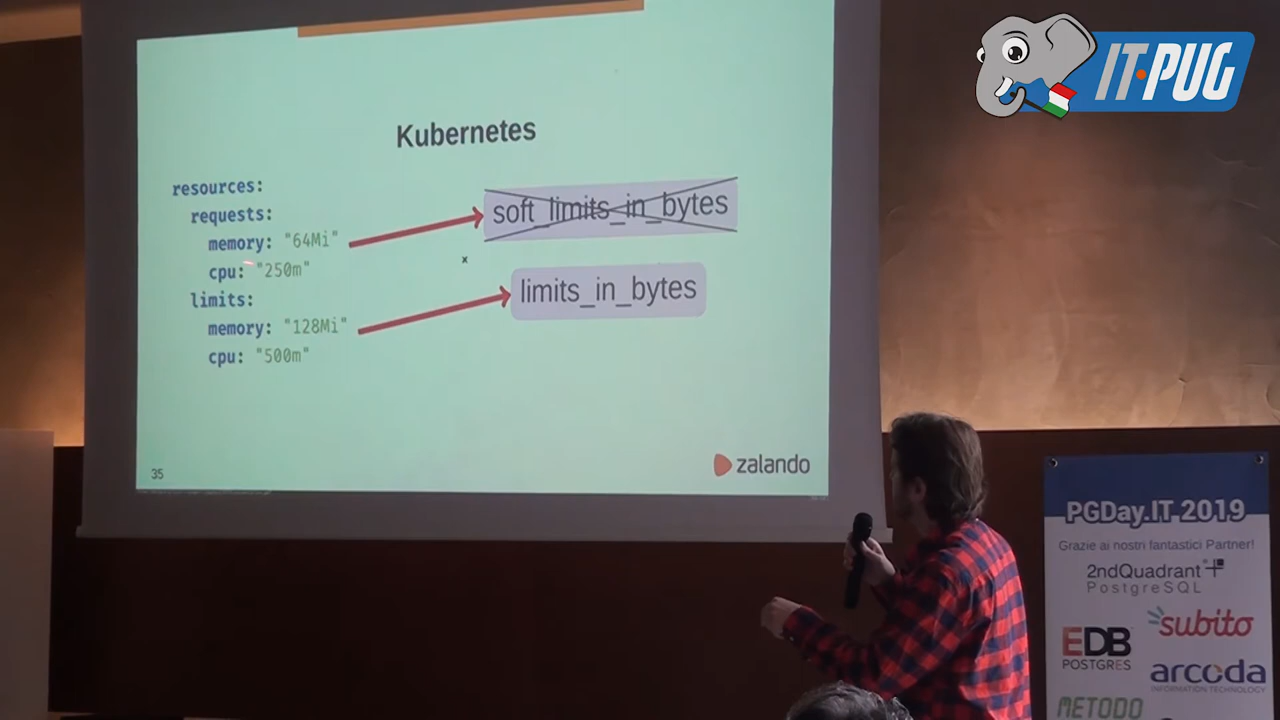 IT•PUG
Kubernetes
resources:
requests:
memory: "64Mi"
cpu: "250m"
limits:
memory: "128Mi"
cpu: "500m"
soft_limits_in_bytes
limits_in_bytes
35
zalando
PGDay.IT 2019
Grazie ai nostri fantastici Partner!
2ndQuadrant+
PostgreSQL
subito
EDB
POSTGRES
arcoda
INFORMATION TECHNOLOGY
METODO